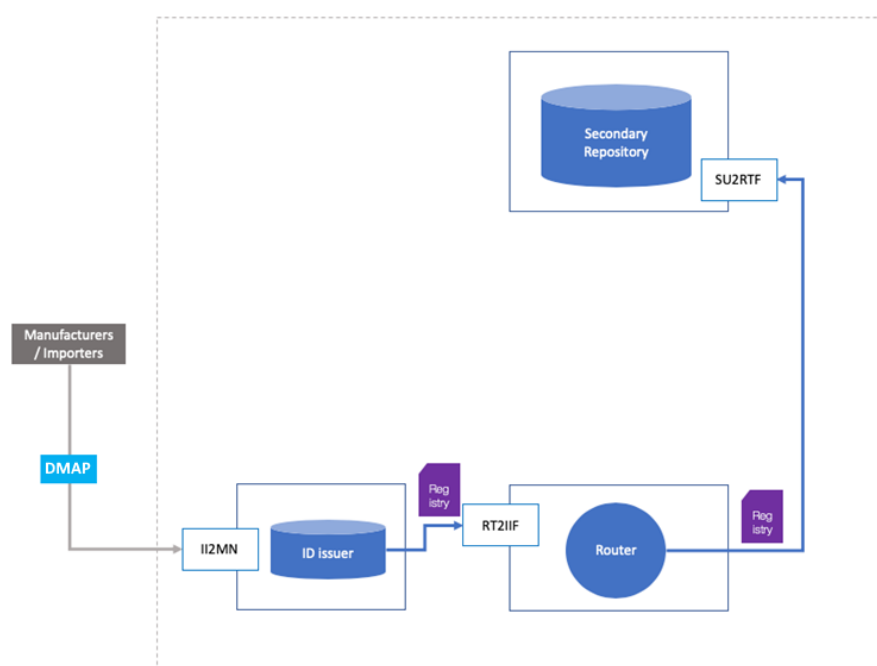 Secondary
Repository
SU2RTF
Manufacturers
/ Importers
DMAP
Reg
istry
Reg
istry
II2MN
ID issuer
RT2IIF
Router